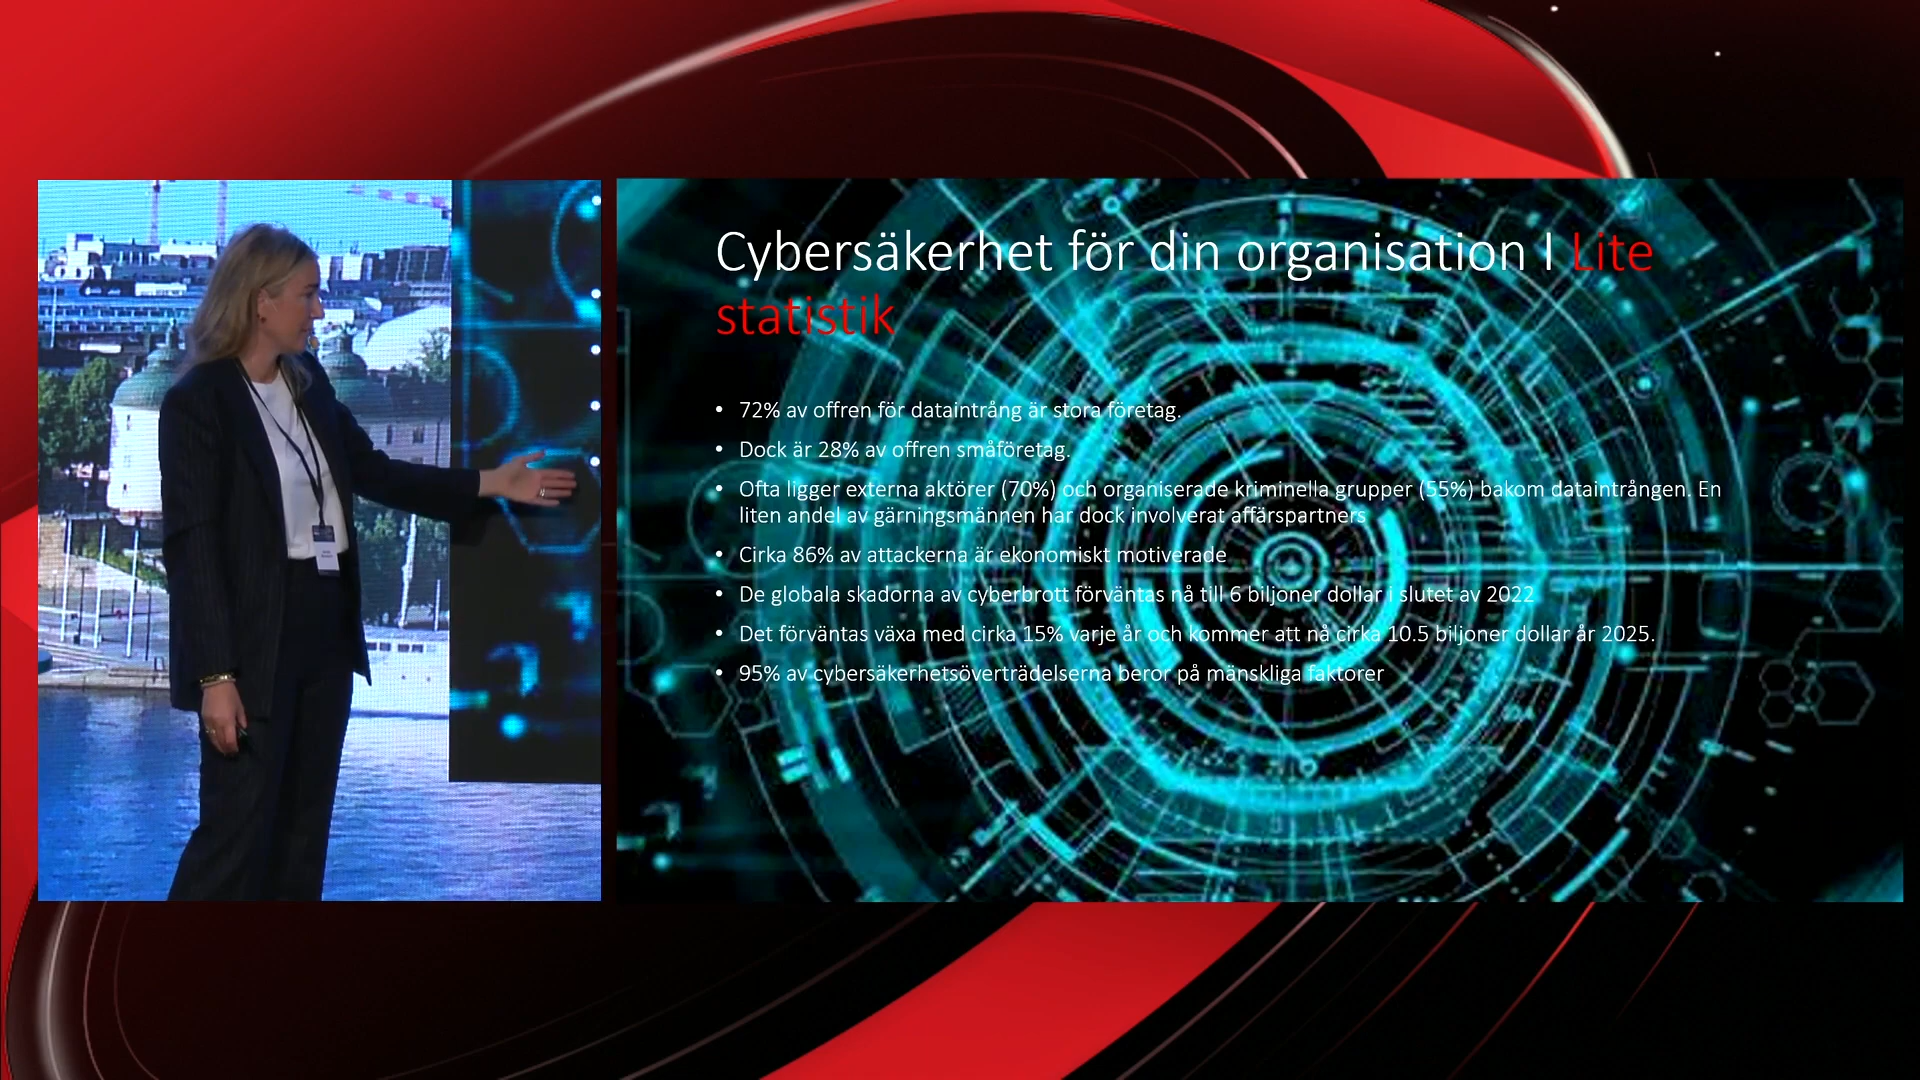 Cybersäkerhet för din organisation I Lite
statistik
• 72% av offren för dataintrång är stora företag.
• Dock är 28% av offren småföretag.
• Ofta ligger externa aktörer (70%) och organiserade kriminella grupper (55%) bakom dataintrången. En
liten andel av gärningsmännen har dock involverat affärspartners
• Cirka 86% av attackerna är ekonomiskt motiverade
• De globala skadorna av cyberbrott förväntas nå till 6 biljoner dollar i slutet av 2022
• Det förväntas växa med cirka 15% varje år och kommer att nå cirka 10.5 biljoner dollar år 2025.
• 95% av cybersäkerhetsöverträdelserna beror på mänskliga faktorer